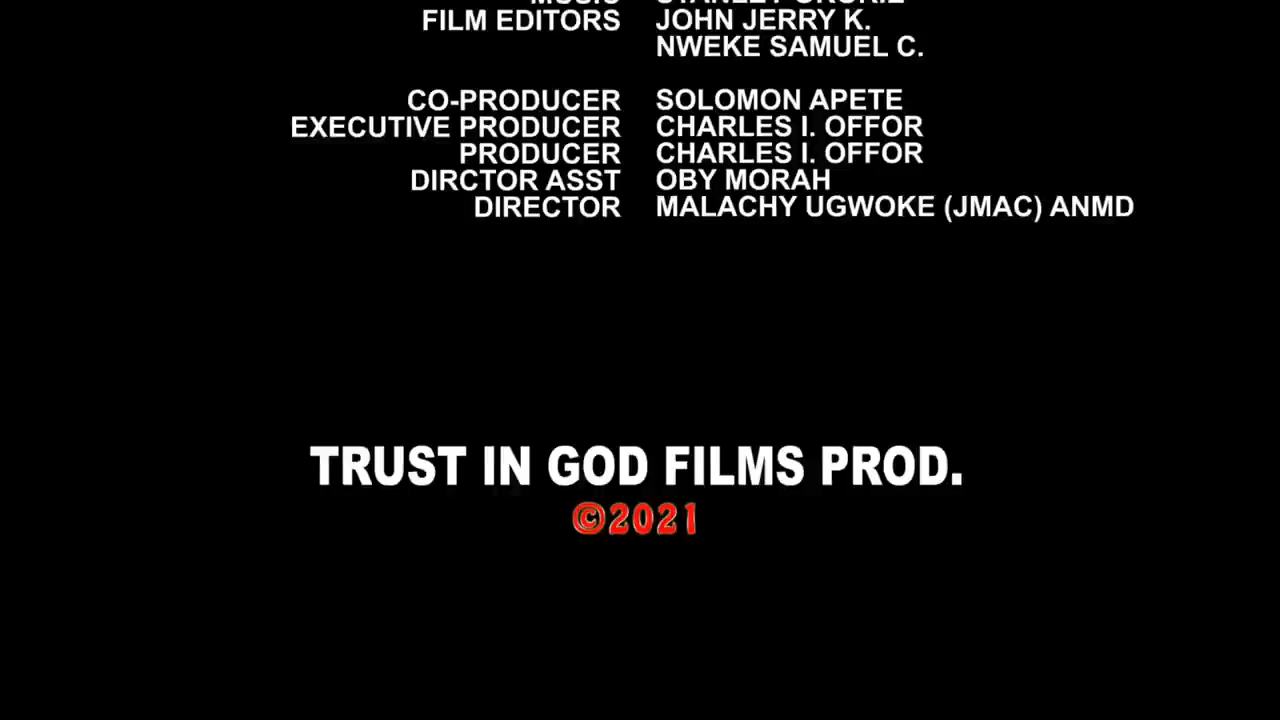 FILM EDITORS JOHN JERRY K.
NWEKE SAMUEL C.
CO-PRODUCER SOLOMON APETE
EXECUTIVE PRODUCER CHARLES I. OFFOR
PRODUCER CHARLES I. OFFOR
DIRCTOR ASST OBY MORAH
DIRECTOR MALACHY UGWOKE (JMAC) ANMD
TRUST IN GOD FILMS PROD.
©2021